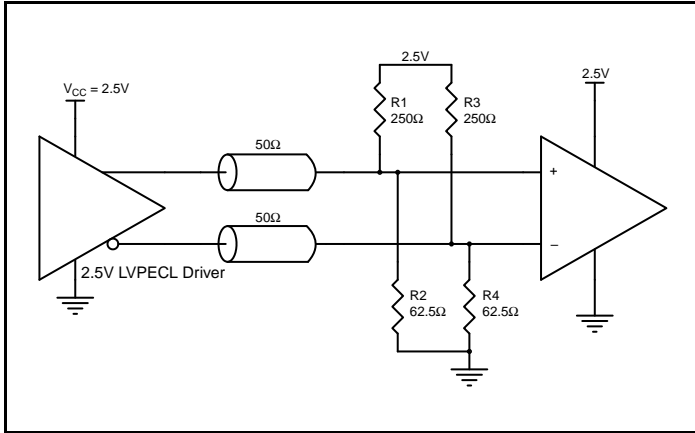 2.5V
V_CC = 2.5V
2.5V
R1
250Ω
R3
250Ω
50Ω
+
50Ω
–
2.5V LVPECL Driver
R2
62.5Ω
R4
62.5Ω